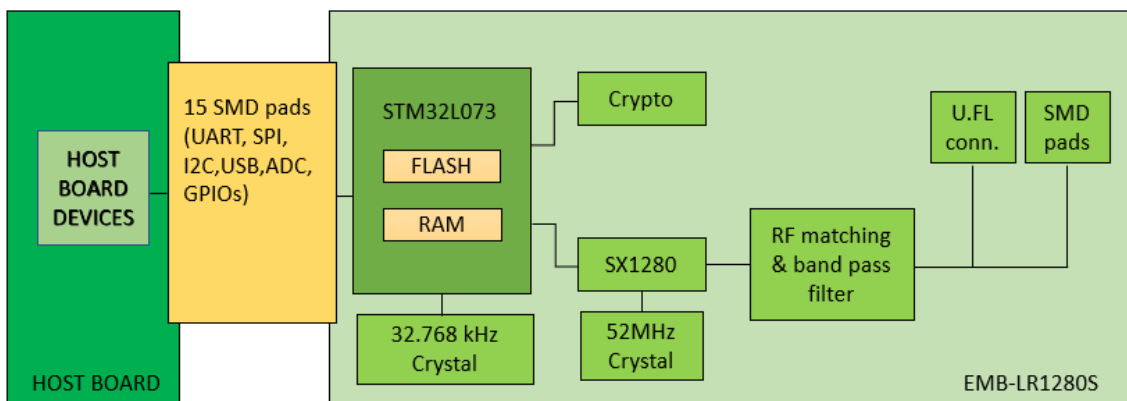 HOST
BOARD
DEVICES
HOST BOARD
15 SMD pads
(UART, SPI,
I2C,USB,ADC,
GPIOs)
STM32L073
FLASH
RAM
32.768 kHz
Crystal
Crypto
SX1280
52MHz
Crystal
RF matching
& band pass
filter
U.FL
conn.
SMD
pads
EMB-LR1280S